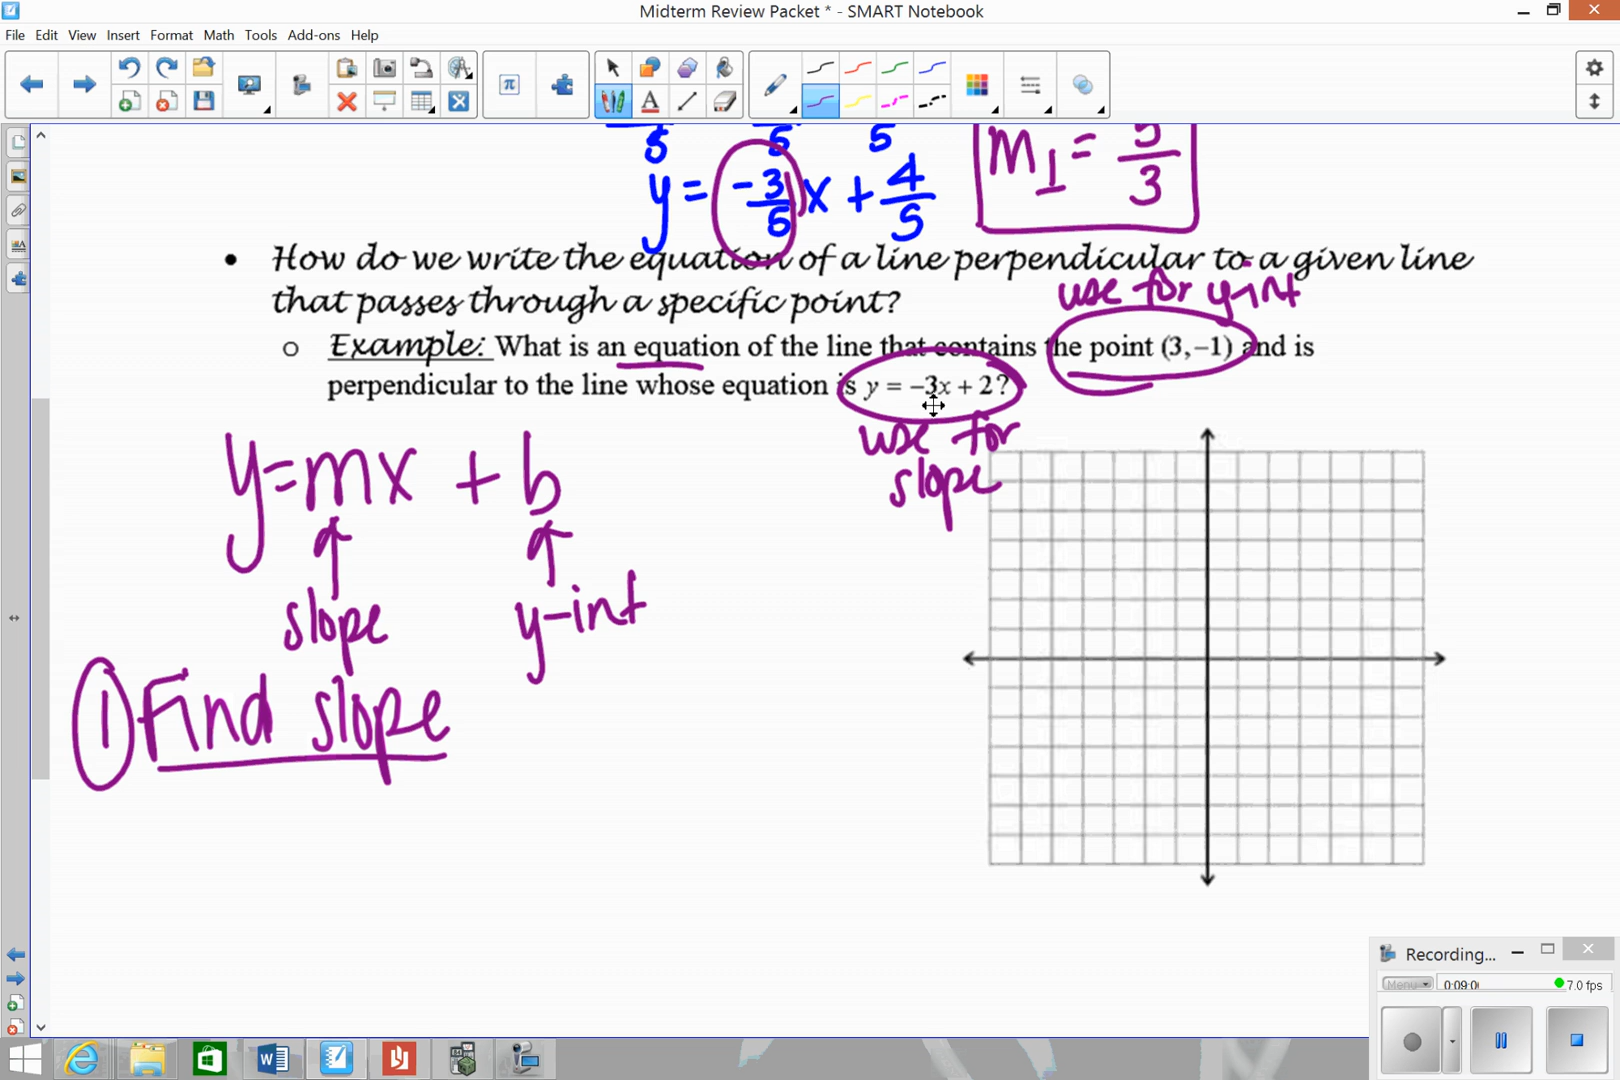 Midterm Review Packet * - SMART Notebook
File Edit View Insert Format Math Tools Add-ons Help
5 5 5
y = -3/5 x + 4/5
m⊥ = 5/3
• How do we write the equation of a line perpendicular to a given line
that passes through a specific point?
use for y-int
o Example: What is an equation of the line that contains the point (3,−1) and is
perpendicular to the line whose equation is y = −3x + 2?
use for
slope
y=mx + b
slope y-int
① Find slope
Recording...
Menu 0:09:0 7.0 fps